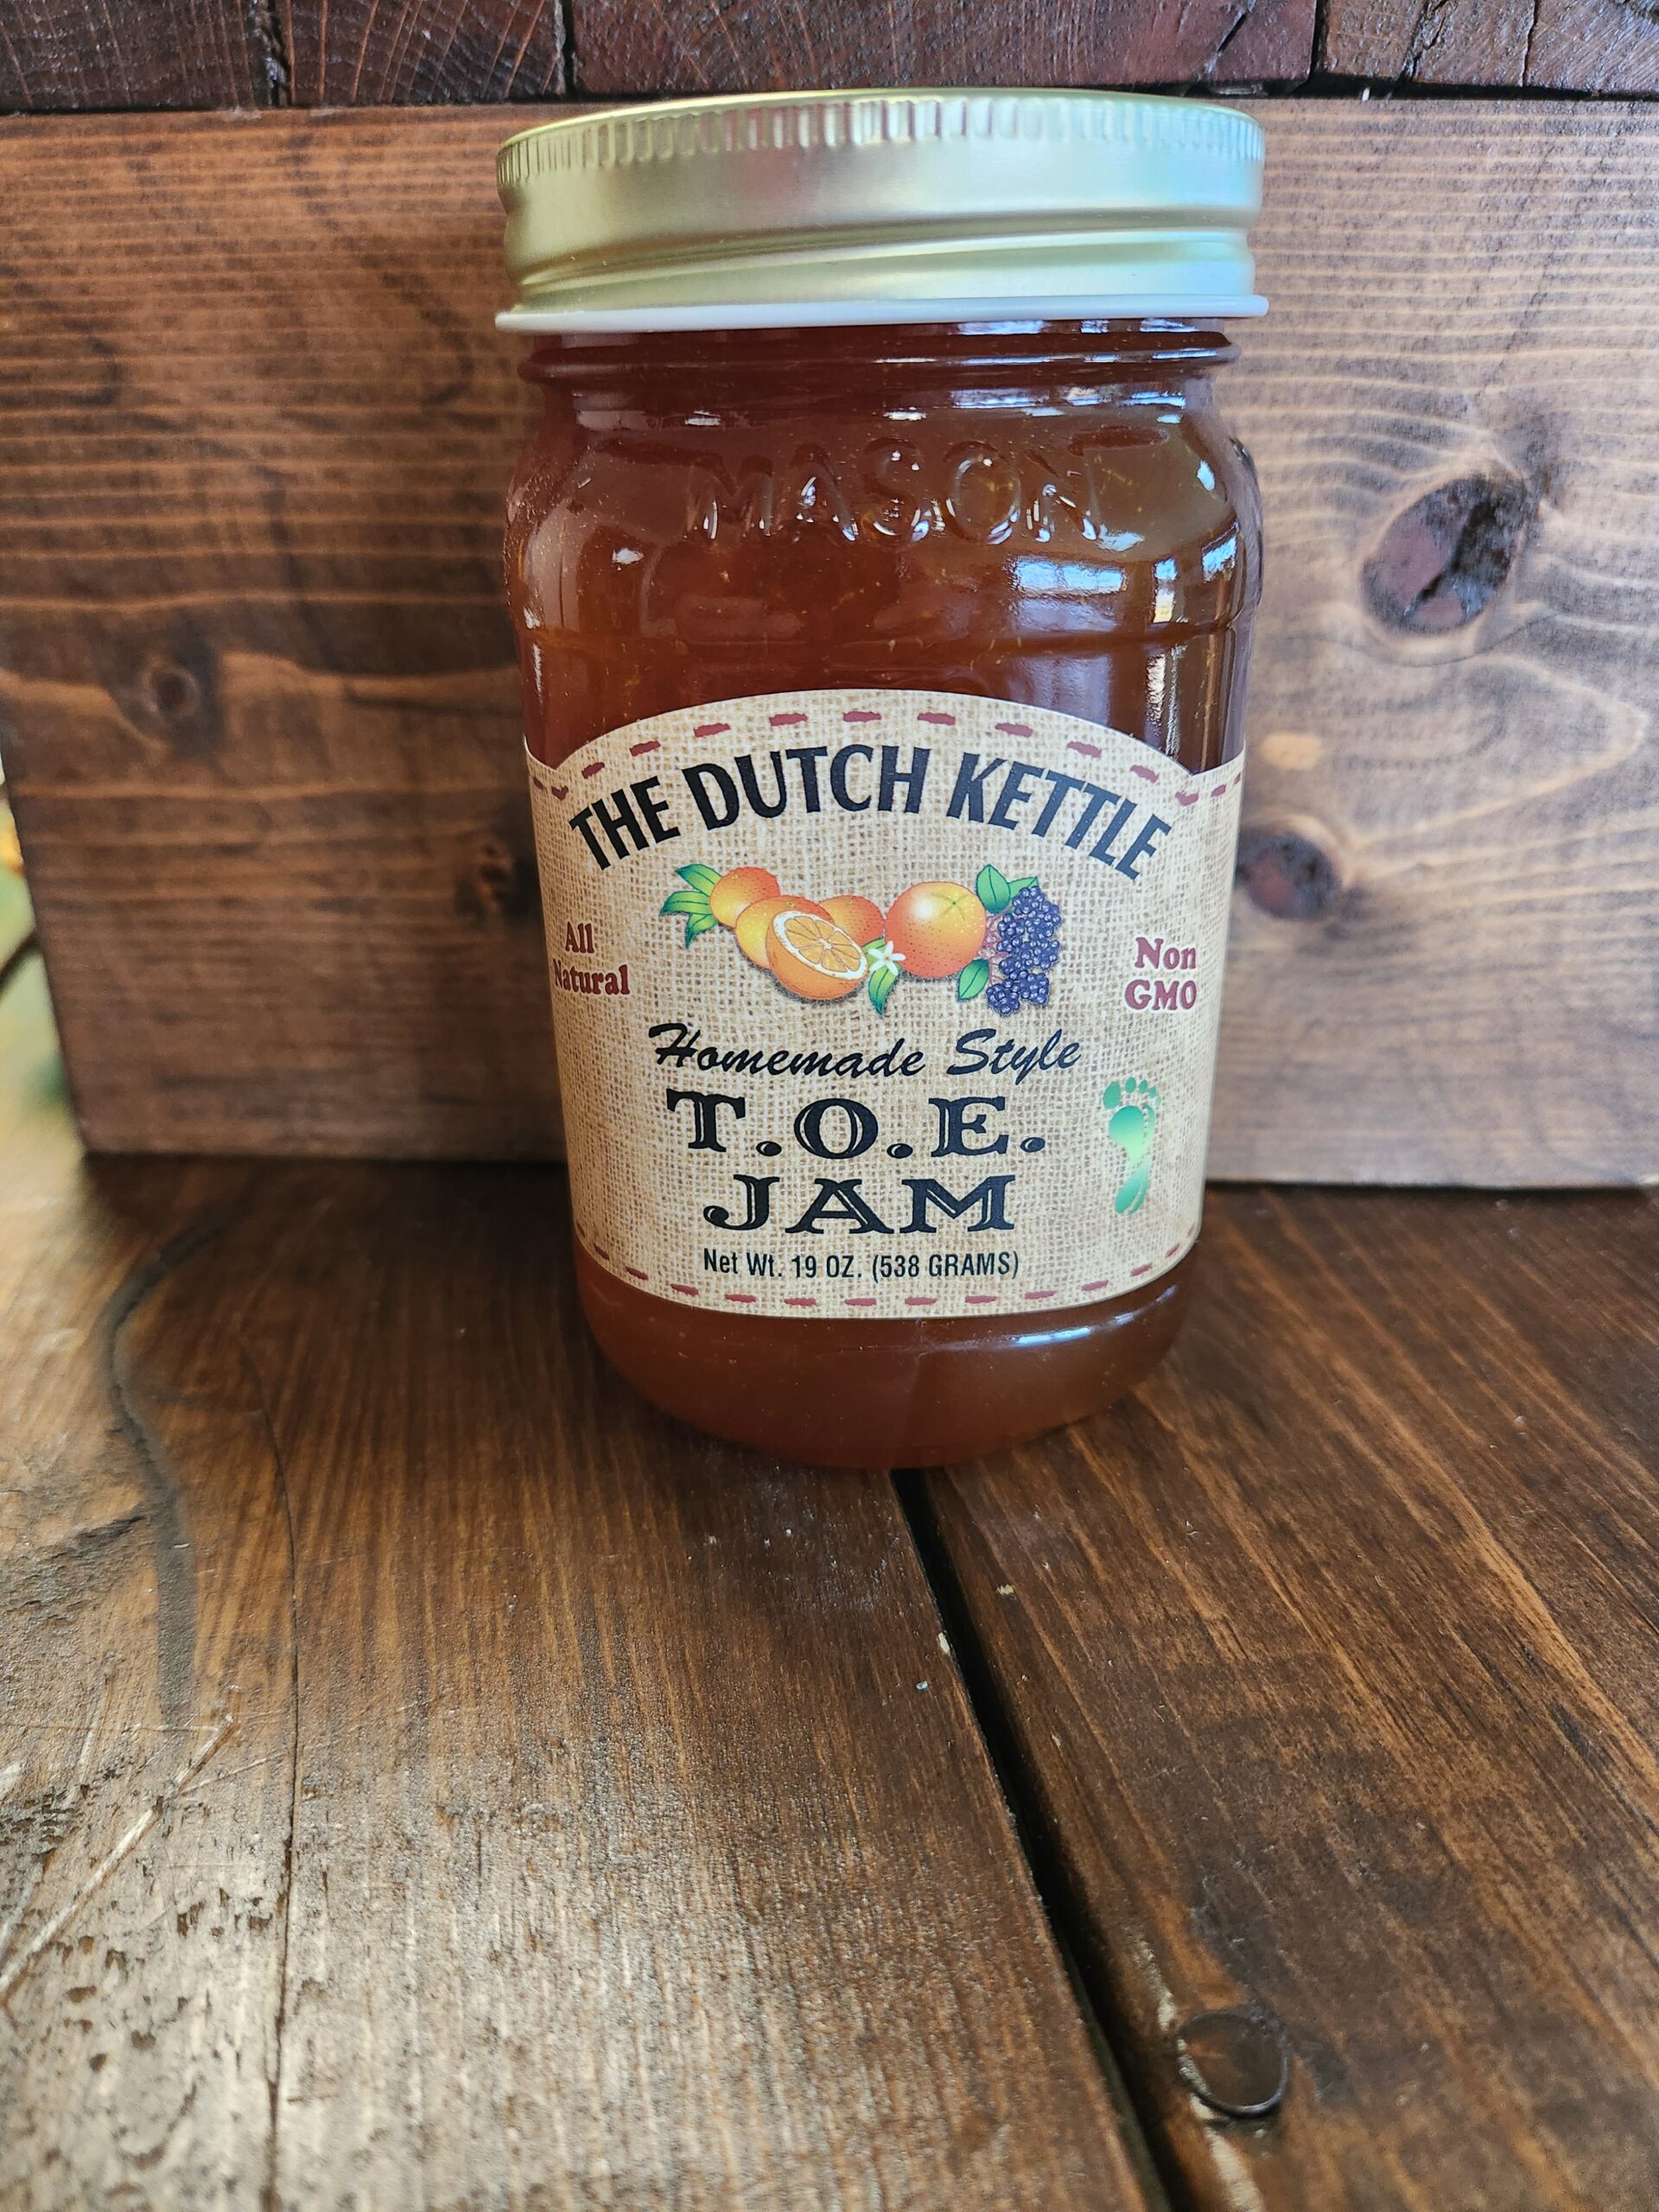 MASON
THE DUTCH KETTLE
All
Natural
Non
GMO
Homemade Style
T.O.E.
JAM
Net Wt. 19 OZ. (538 GRAMS)